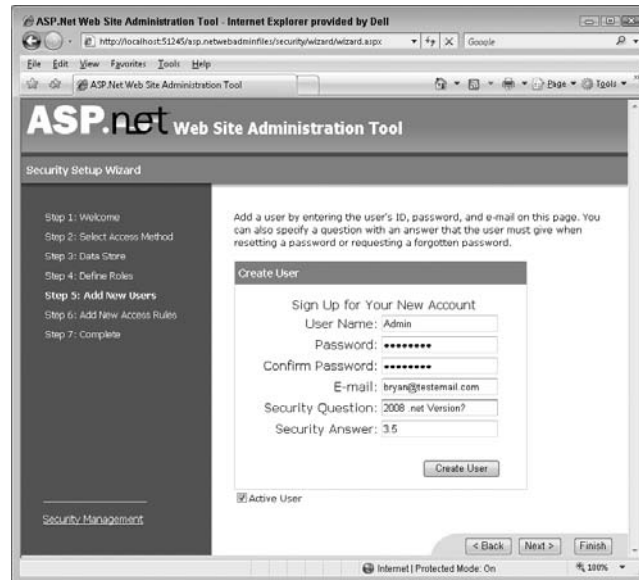 ASP.Net Web Site Administration Tool - Internet Explorer provided by Dell
http://localhost:51245/asp.netwebadminfiles/security/wizard/wizard.aspx
Google
File Edit View Favorites Tools Help
ASP.Net Web Site Administration Tool
Page Tools
ASP.net Web Site Administration Tool
Security Setup Wizard
Step 1: Welcome
Step 2: Select Access Method
Step 3: Data Store
Step 4: Define Roles
Step 5: Add New Users
Step 6: Add New Access Rules
Step 7: Complete
Security Management
Add a user by entering the user's ID, password, and e-mail on this page. You
can also specify a question with an answer that the user must give when
resetting a password or requesting a forgotten password.
Create User
Sign Up for Your New Account
User Name: Admin
Password: ••••••••
Confirm Password: ••••••••
E-mail: bryan@testemail.com
Security Question: 2008 .net Version?
Security Answer: 3.5
Create User
Active User
< Back Next > Finish
Internet | Protected Mode: On 100%